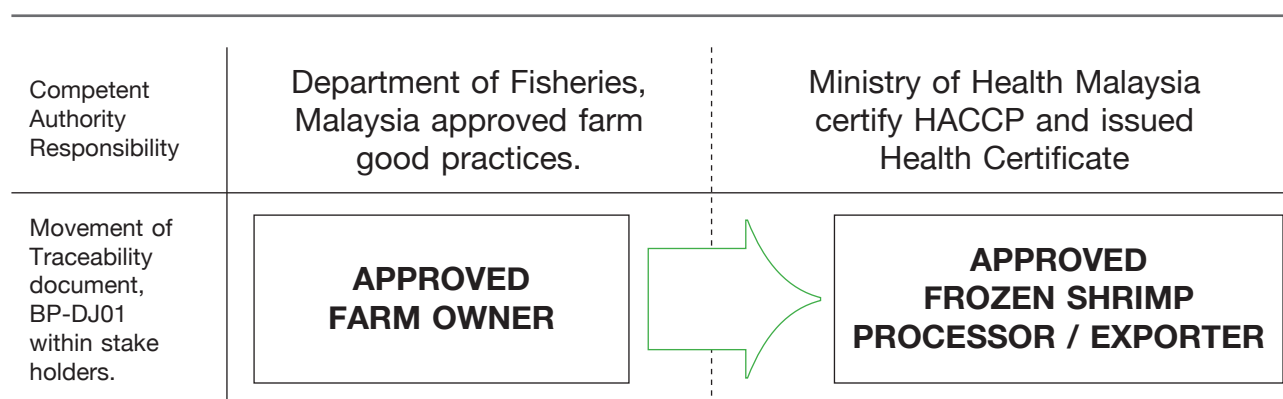 Competent
Authority
Responsibility
Department of Fisheries,
Malaysia approved farm
good practices.
Ministry of Health Malaysia
certify HACCP and issued
Health Certificate
Movement of
Traceability
document,
BP-DJ01
within stake
holders.
APPROVED
FARM OWNER
APPROVED
FROZEN SHRIMP
PROCESSOR / EXPORTER